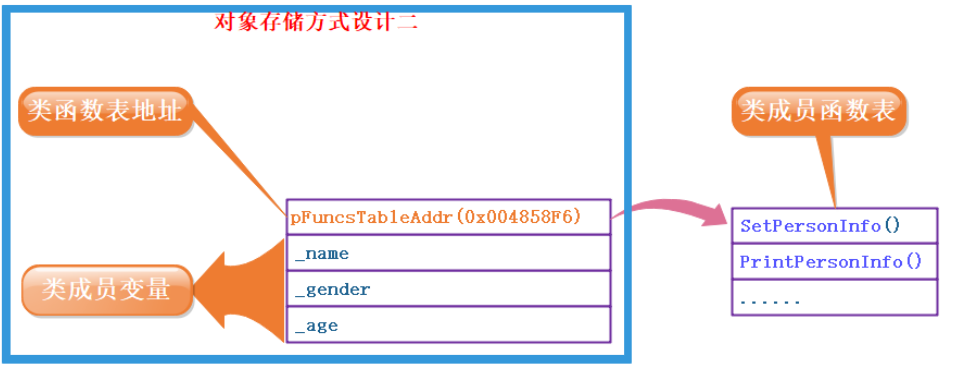 对象存储方式设计二
类函数表地址
类成员函数表
pFuncsTableAddr(0x004858F6)
_name
_gender
_age
类成员变量
SetPersonInfo()
PrintPersonInfo()
......